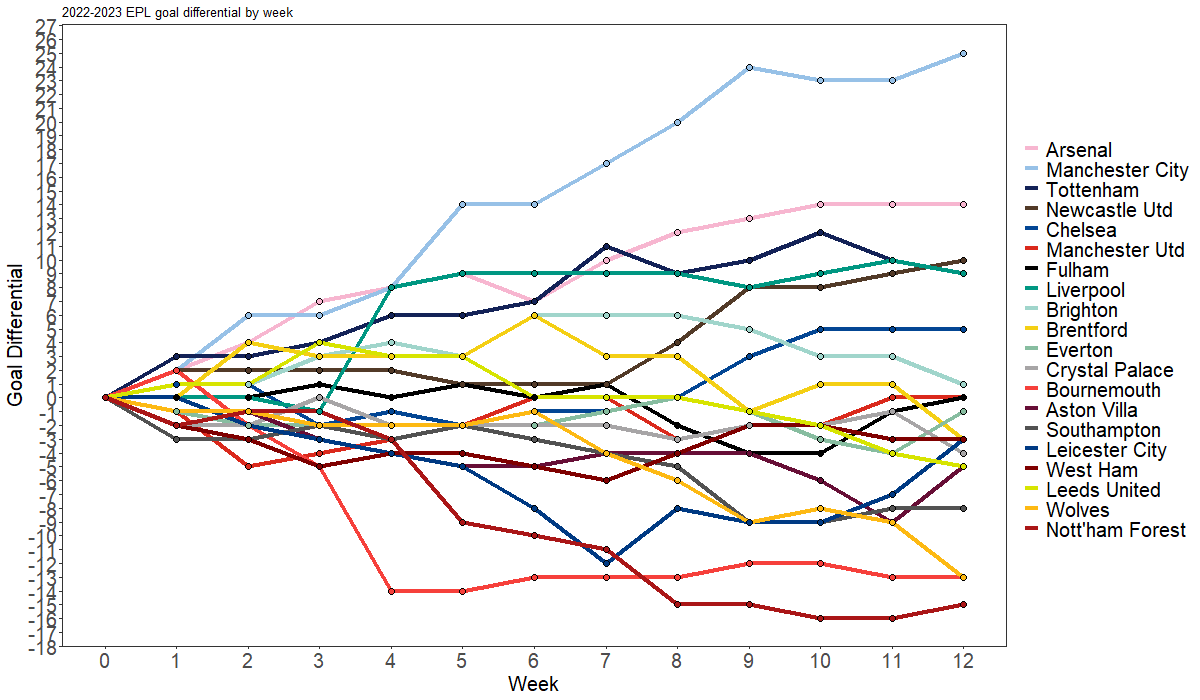 2022-2023 EPL goal differential by week
27
26
25
24
23
22
21
20
19
18
17
16
15
14
13
12
11
10
9
8
7
6
5
4
3
2
1
0
-1
-2
-3
-4
-5
-6
-7
-8
-9
-10
-11
-12
-13
-14
-15
-16
-17
-18
Goal Differential
0 1 2 3 4 5 6 7 8 9 10 11 12
Week
Arsenal
Manchester City
Tottenham
Newcastle Utd
Chelsea
Manchester Utd
Fulham
Liverpool
Brighton
Brentford
Everton
Crystal Palace
Bournemouth
Aston Villa
Southampton
Leicester City
West Ham
Leeds United
Wolves
Nott'ham Forest